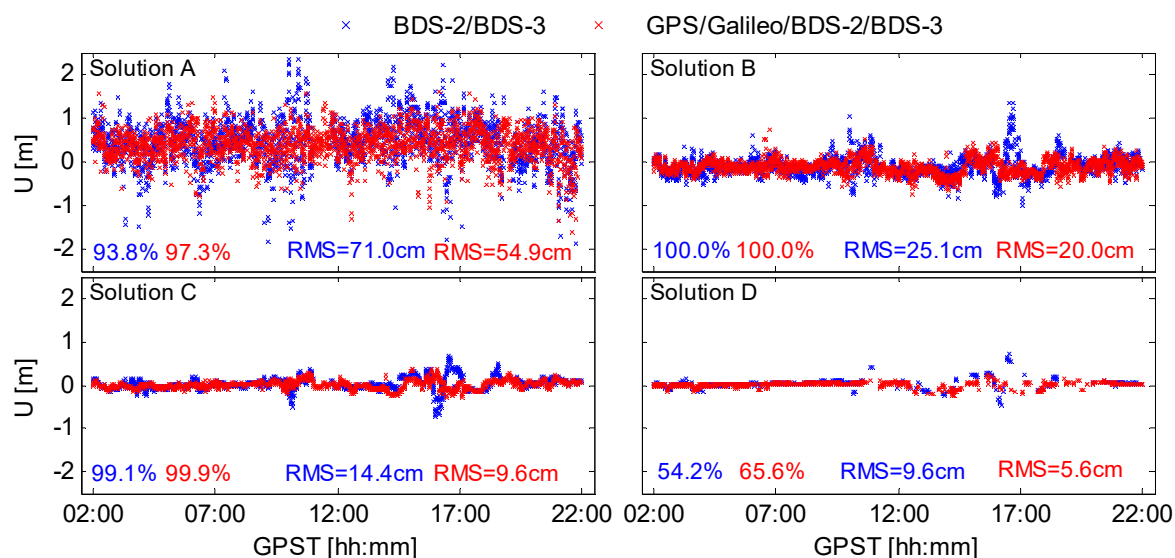 BDS-2/BDS-3 GPS/Galileo/BDS-2/BDS-3
Solution A
U [m]
2
1
0
-1
-2
93.8% 97.3% RMS=71.0cm RMS=54.9cm
Solution B
100.0% 100.0% RMS=25.1cm RMS=20.0cm
Solution C
U [m]
2
1
0
-1
-2
99.1% 99.9% RMS=14.4cm RMS=9.6cm
02:00 07:00 12:00 17:00 22:00
GPST [hh:mm]
Solution D
54.2% 65.6% RMS=9.6cm RMS=5.6cm
02:00 07:00 12:00 17:00 22:00
GPST [hh:mm]